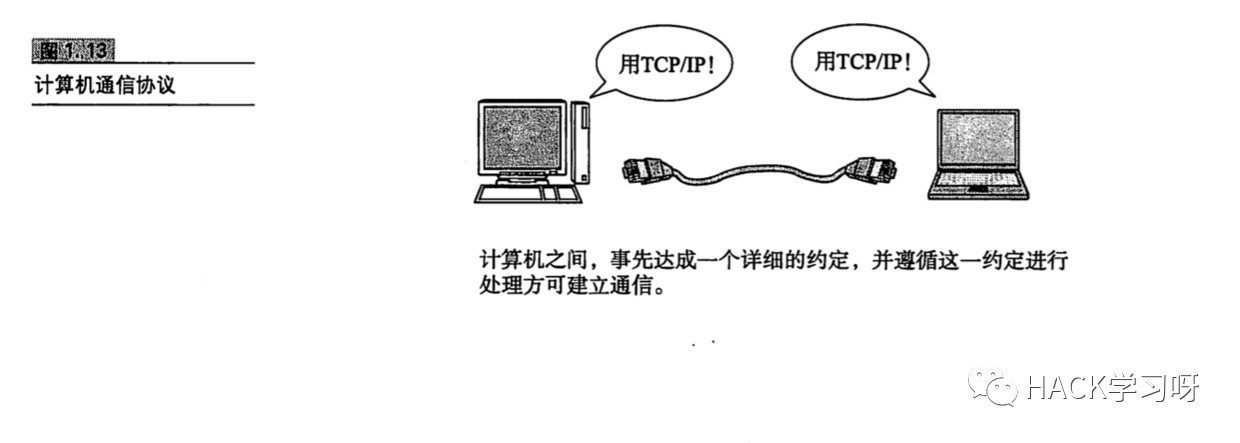 图1.13
计算机通信协议
用TCP/IP!
用TCP/IP!
计算机之间，事先达成一个详细的约定，并遵循这一约定进行
处理方可建立通信。
HACK学习呀